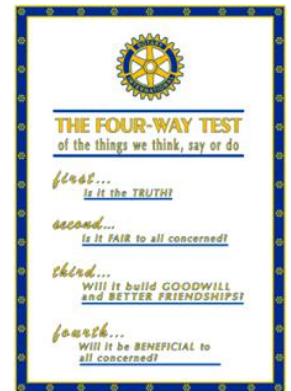 ROTARY
INTERNATIONAL
THE FOUR-WAY TEST
of the things we think, say or do
first...
Is it the TRUTH?
second...
Is it FAIR to all concerned?
third...
Will it build GOODWILL
and BETTER FRIENDSHIPS?
fourth...
Will it be BENEFICIAL to
all concerned?